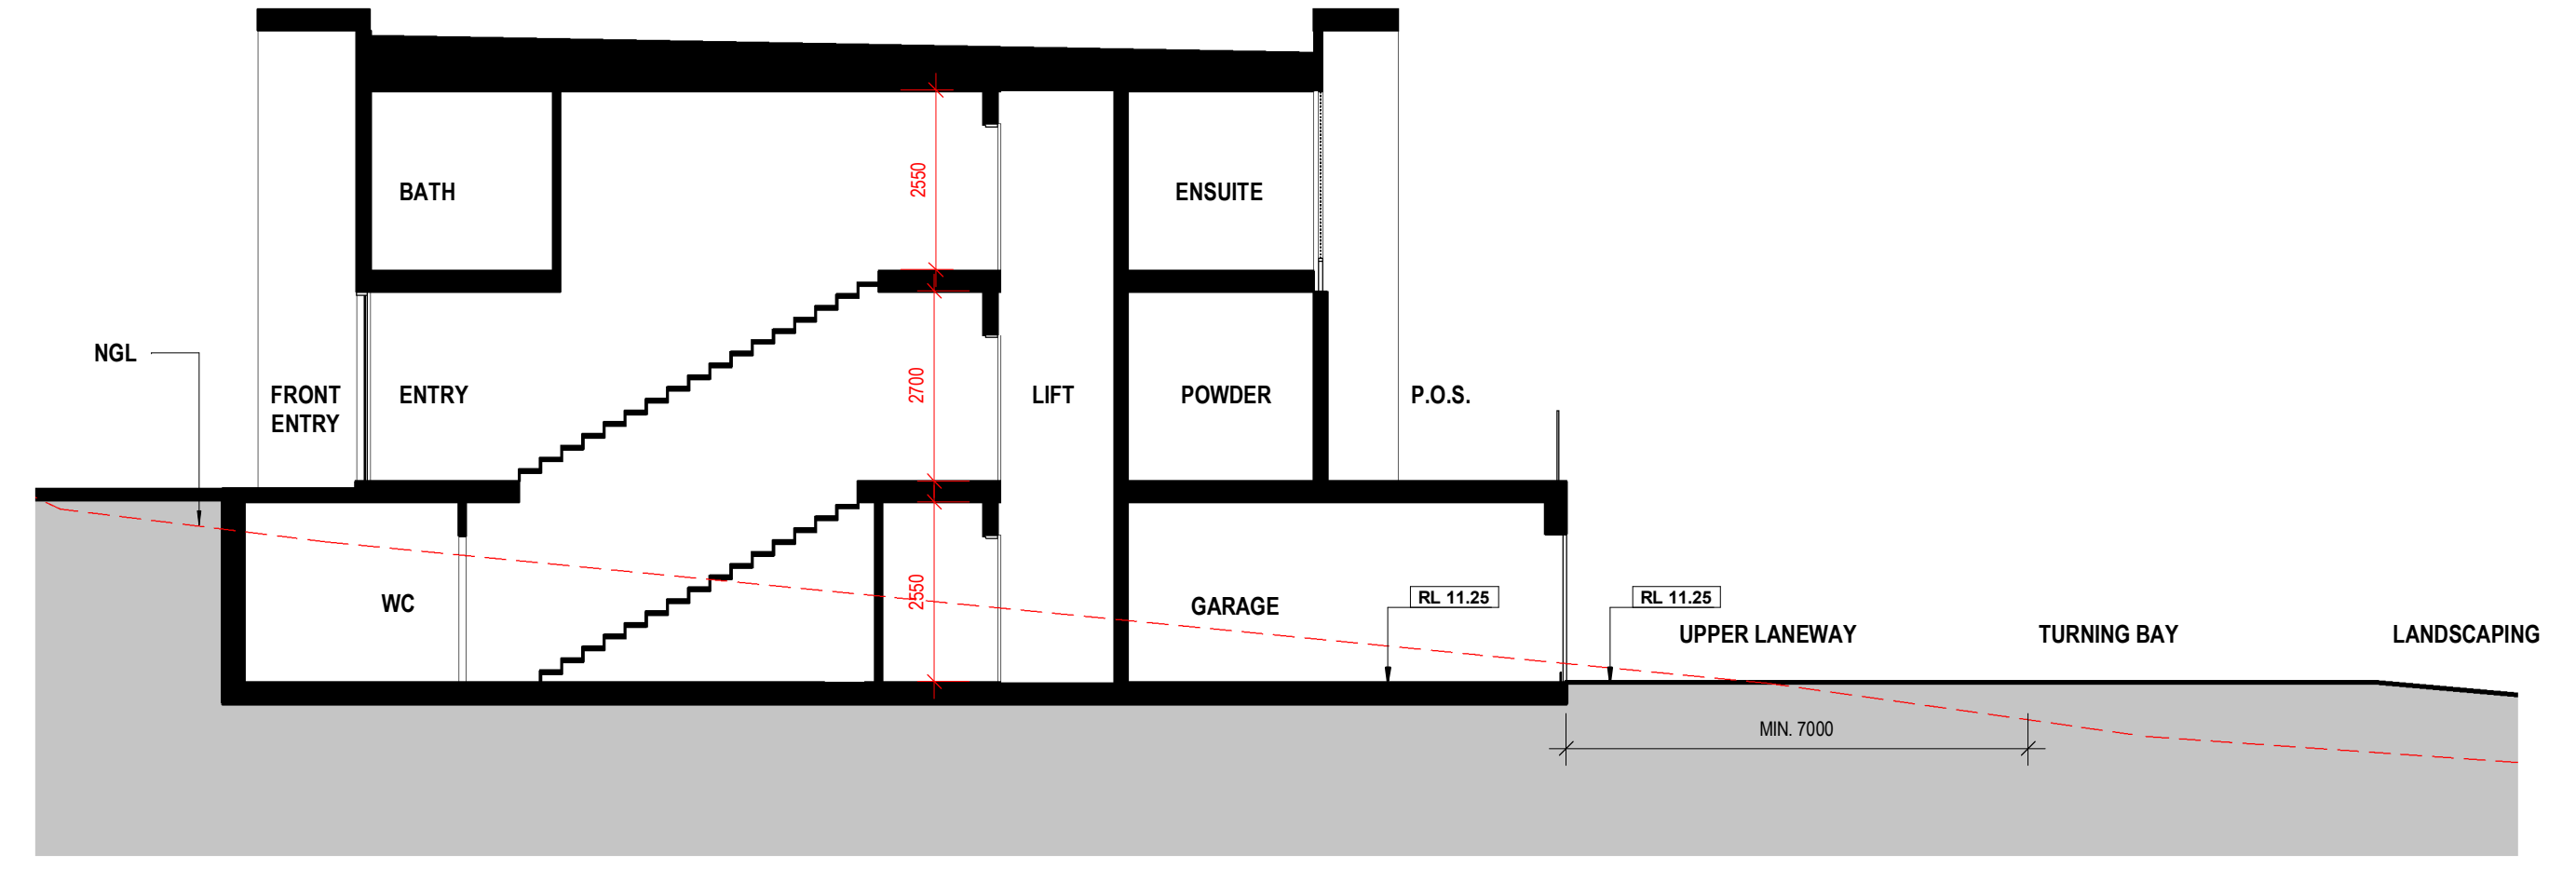 2550
BATH
ENSUITE
NGL
2700
FRONT
ENTRY
ENTRY
LIFT
POWDER
P.O.S.
2550
WC
GARAGE
RL 11.25
RL 11.25
UPPER LANEWAY
TURNING BAY
LANDSCAPING
MIN. 7000